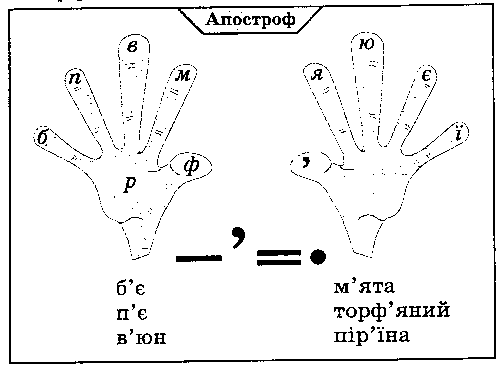 Апостроф
б п в м ф
р
’ я ю є ї
– ’ = •
б’є
п’є
в’юн
м’ята
торф’яний
пір’їна